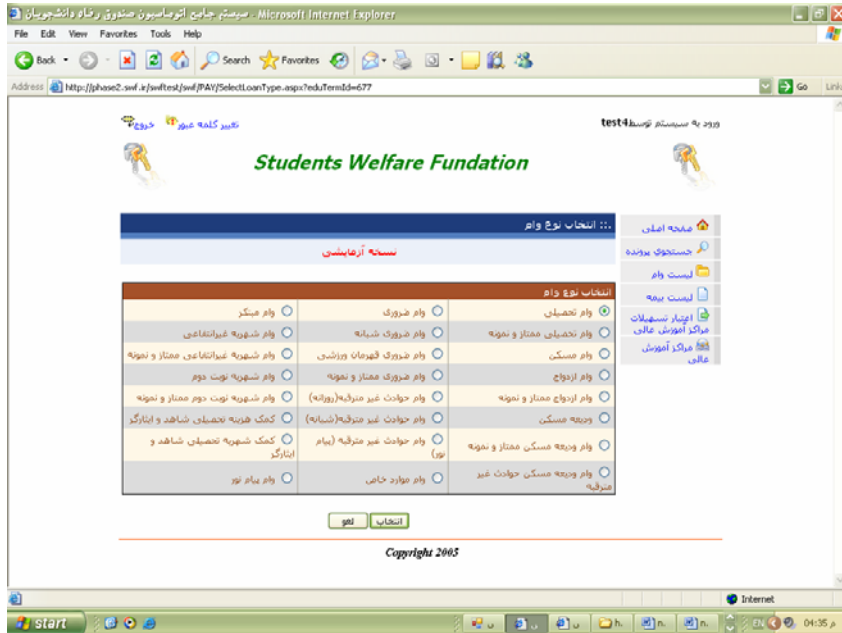 سیستم جامع اتوماسیون صندوق رفاه دانشجویان - Microsoft Internet Explorer
File Edit View Favorites Tools Help
Back Search Favorites
Address http://phase2.swf.ir/swftest/swf/PAY/SelectLoanType.aspx?eduTermId=677 Go Links
ورود به سیستم توسط:test4 تغییر کلمه عبور خروج
Students Welfare Fundation
صفحه اصلی
جستجوی پرونده
لیست وام
لیست بیمه
اعتبار تسهیلات
مراکز آموزش عالی
مراکز آموزش
عالی
.:: انتخاب نوع وام
نسخه آزمایشی
انتخاب نوع وام
وام تحصیلی وام ضروری وام مبتکر
وام تحصیلی ممتاز و نمونه وام ضروری شبانه وام شهریه غیرانتفاعی
وام مسکن وام ضروری قهرمان ورزشی وام شهریه غیرانتفاعی ممتاز و نمونه
وام ازدواج وام ضروری ممتاز و نمونه وام شهریه نوبت دوم
وام ازدواج ممتاز و نمونه وام حوادث غیر مترقبه(روزانه) وام شهریه نوبت دوم ممتاز و نمونه
ودیعه مسکن وام حوادث غیر مترقبه(شبانه) کمک هزینه تحصیلی شاهد و ایثارگر
وام ودیعه مسکن ممتاز و نمونه وام حوادث غیر مترقبه (پیام نور) کمک شهریه تحصیلی شاهد و ایثارگر
وام ودیعه مسکن حوادث غیر مترقبه وام موارد خاص وام پیام نور
انتخاب لغو
Copyright 2005
Internet
start h. n. n. EN 04:35 م